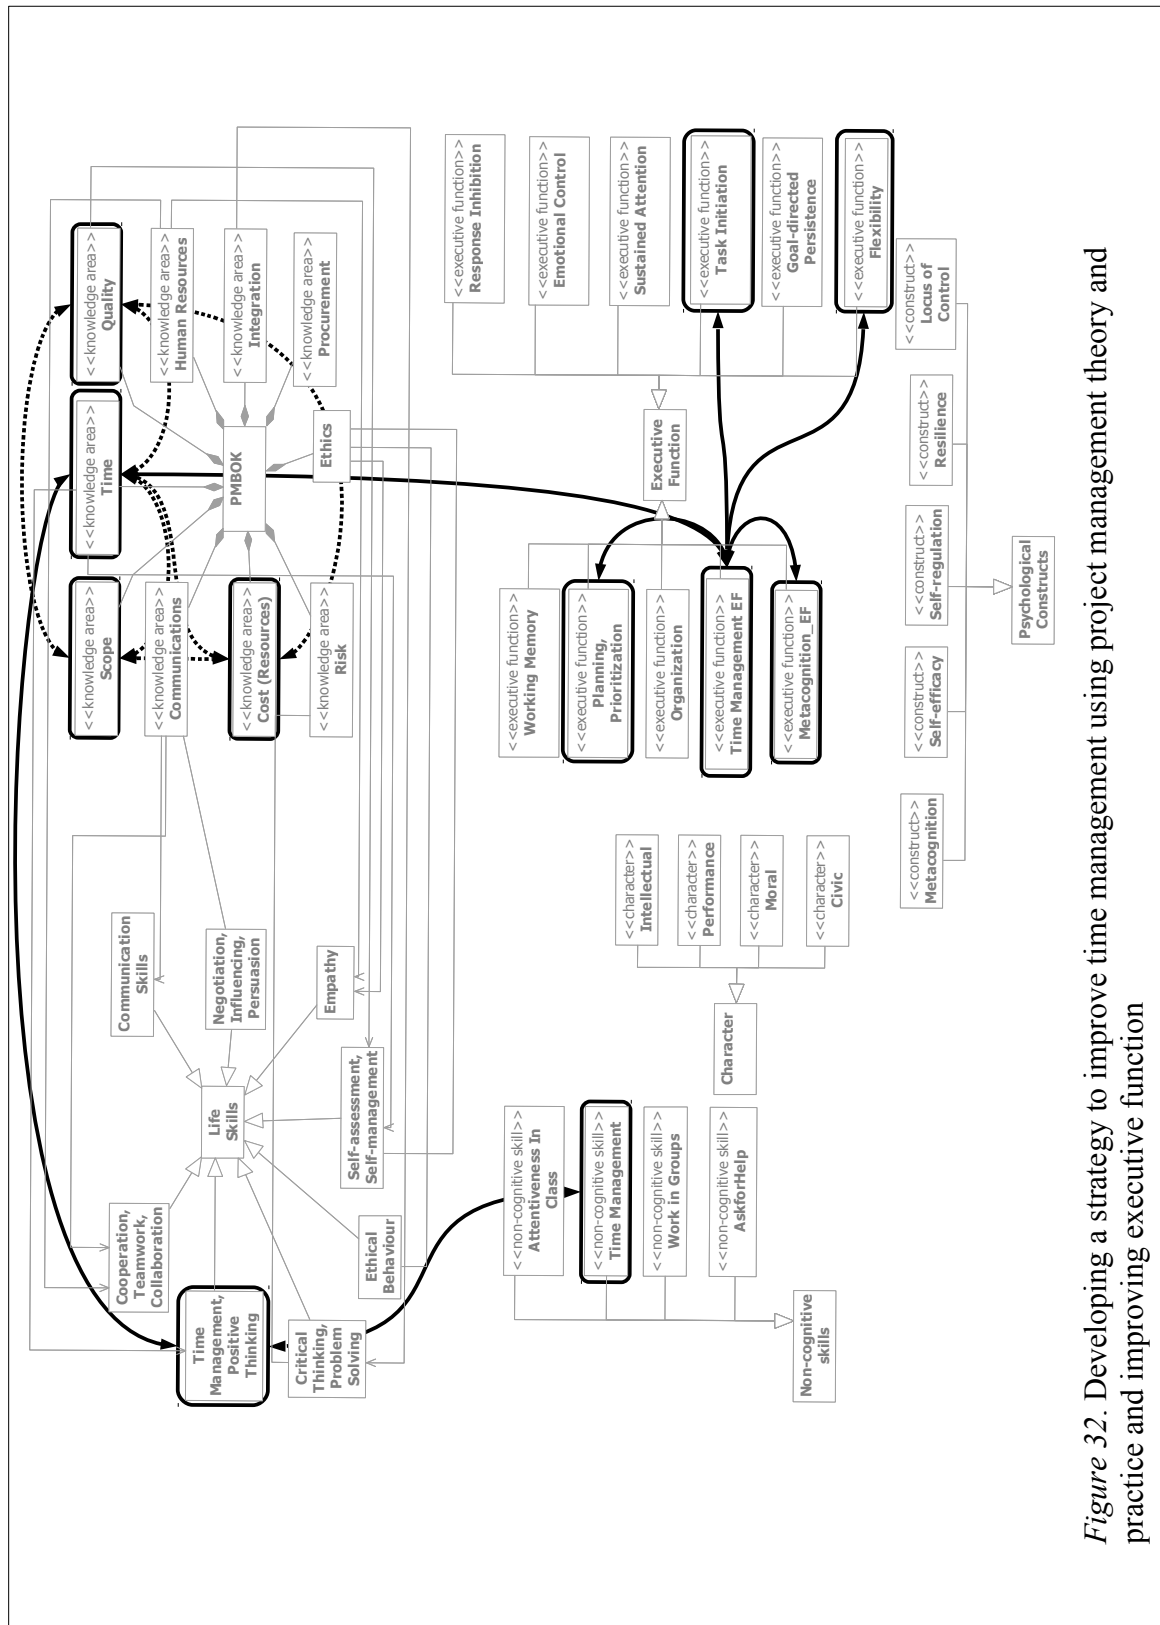 <<knowledge area>>
Scope
<<knowledge area>>
Time
<<knowledge area>>
Quality
<<knowledge area>>
Communications
<<knowledge area>>
Human Resources
<<knowledge area>>
Cost (Resources)
PMBOK
<<knowledge area>>
Integration
<<knowledge area>>
Risk
Ethics
<<knowledge area>>
Procurement
Cooperation,
Teamwork,
Collaboration
Communication
Skills
Time
Management,
Positive
Thinking
Life
Skills
Negotiation,
Influencing,
Persuasion
Critical
Thinking,
Problem
Solving
Ethical
Behaviour
Self-assessment,
Self-management
Empathy
<<non-cognitive skill>>
Attentiveness In
Class
<<non-cognitive skill>>
Time Management
<<non-cognitive skill>>
Work in Groups
<<non-cognitive skill>>
AskforHelp
Non-cognitive
skills
Character
<<character>>
Intellectual
<<character>>
Performance
<<character>>
Moral
<<character>>
Civic
<<executive function>>
Working Memory
<<executive function>>
Planning,
Prioritization
<<executive function>>
Organization
<<executive function>>
Time Management EF
<<executive function>>
Metacognition_EF
Executive
Function
<<executive function>>
Response Inhibition
<<executive function>>
Emotional Control
<<executive function>>
Sustained Attention
<<executive function>>
Task Initiation
<<executive function>>
Goal-directed
Persistence
<<executive function>>
Flexibility
<<construct>>
Metacognition
<<construct>>
Self-efficacy
<<construct>>
Self-regulation
<<construct>>
Resilience
<<construct>>
Locus of
Control
Psychological
Constructs
Figure 32. Developing a strategy to improve time management using project management theory and
practice and improving executive function